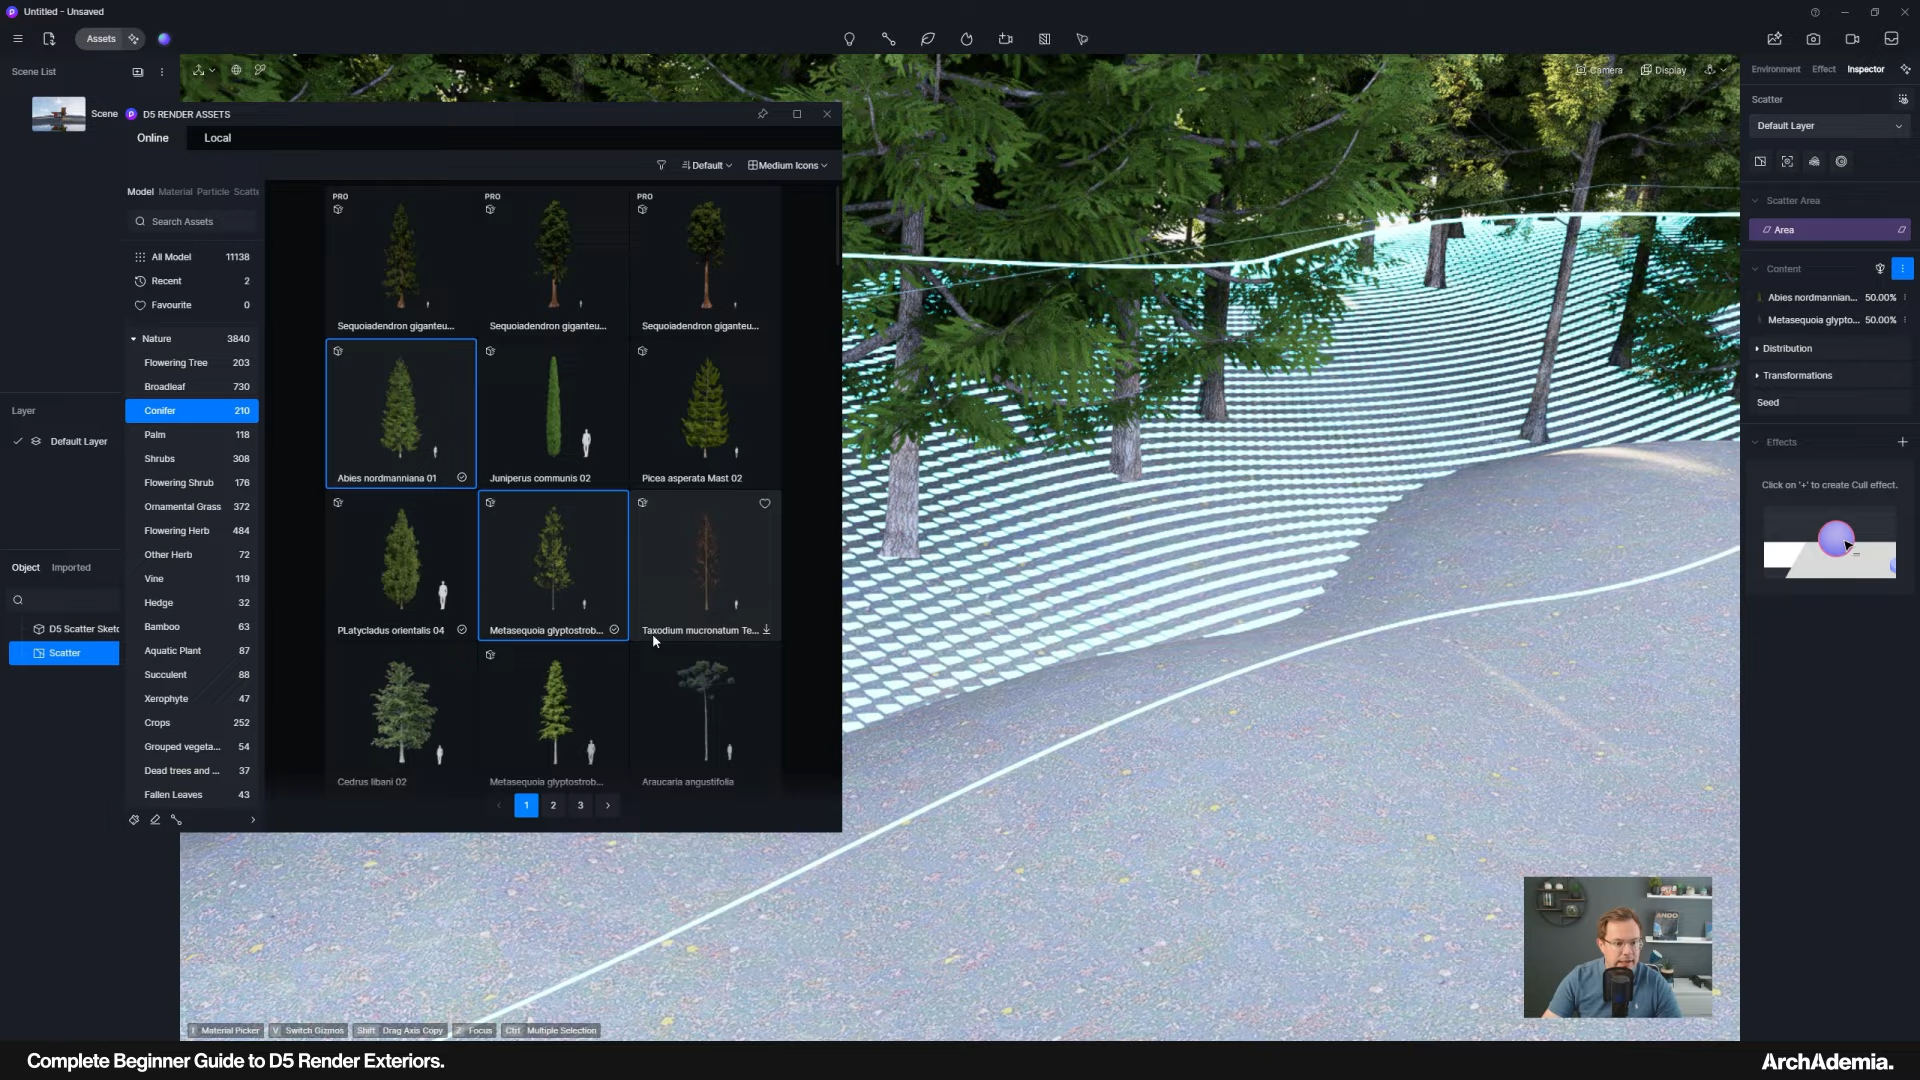 Untitled - Unsaved
Assets
Scene List
Scene
D5 RENDER ASSETS
Online
Local
Default
Medium Icons
Model
Material
Particle
Scatte
Search Assets
All Model 11138
Recent 2
Favourite 0
Nature 3840
Flowering Tree 203
Broadleaf 730
Conifer 210
Palm 118
Shrubs 308
Flowering Shrub 176
Ornamental Grass 372
Flowering Herb 484
Other Herb 72
Vine 119
Hedge 32
Bamboo 63
Aquatic Plant 87
Succulent 88
Xerophyte 47
Crops 252
Grouped vegeta... 54
Dead trees and ... 37
Fallen Leaves 43
PRO
PRO
PRO
Sequoiadendron giganteu...
Sequoiadendron giganteu...
Sequoiadendron giganteu...
Abies nordmanniana 01
Juniperus communis 02
Picea asperata Mast 02
PLatycladus orientalis 04
Metasequoia glyptostrob...
Taxodium mucronatum Te...
Cedrus libani 02
Metasequoia glyptostrob...
Araucaria angustifolia
1
2
3
Layer
Default Layer
Object
Imported
D5 Scatter Sketc
Scatter
Camera
Display
Environment
Effect
Inspector
Scatter
Default Layer
Scatter Area
Area
Content
Abies nordmannian... 50.00%
Metasequoia glypto... 50.00%
Distribution
Transformations
Seed
Effects
Click on '+' to create Cull effect.
ANDO
I Material Picker V Switch Gizmos Shift Drag Axis Copy Z Focus Ctrl Multiple Selection
Complete Beginner Guide to D5 Render Exteriors.
ArchAdemia.